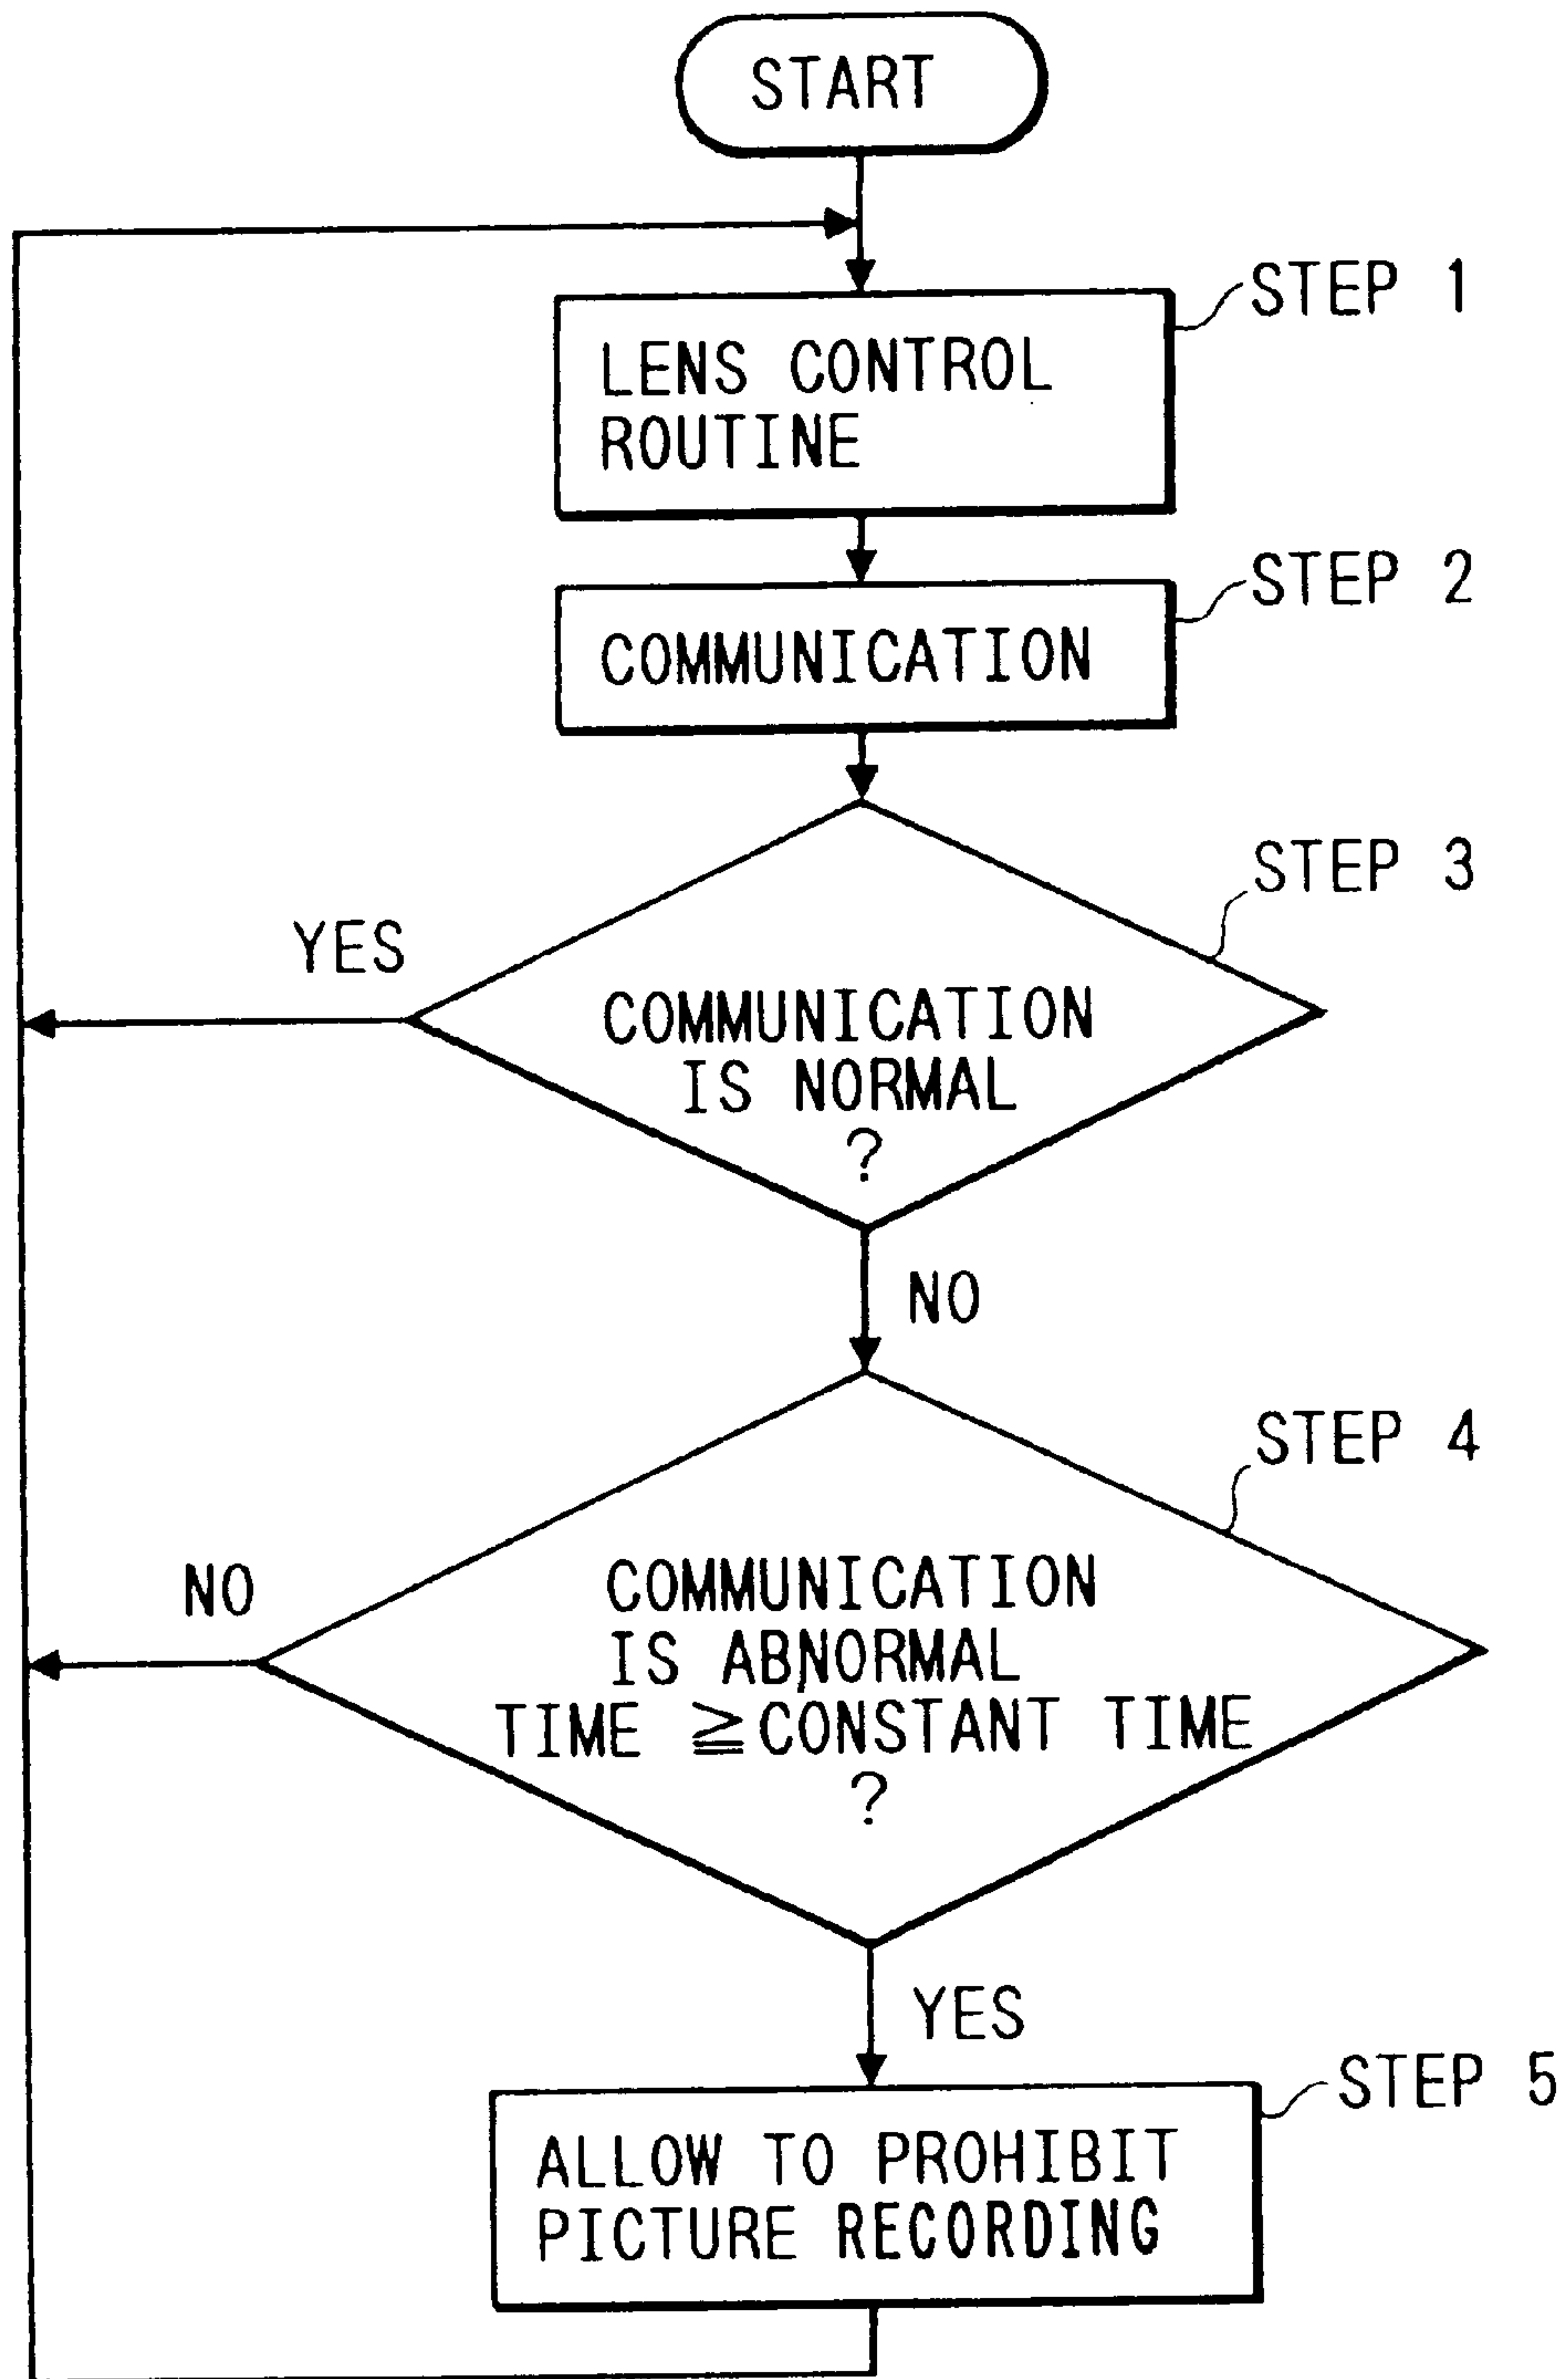 START
STEP 1
LENS CONTROL
ROUTINE
STEP 2
COMMUNICATION
STEP 3
YES
COMMUNICATION
IS NORMAL
?
NO
STEP 4
NO
COMMUNICATION
IS ABNORMAL
TIME ≧ CONSTANT TIME
?
YES
STEP 5
ALLOW TO PROHIBIT
PICTURE RECORDING